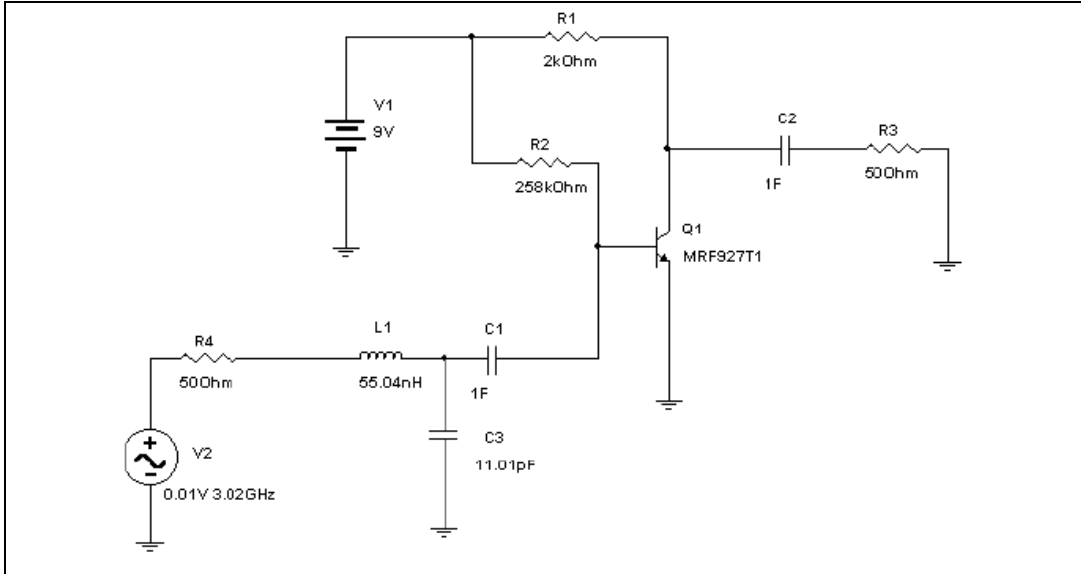 R1
2kOhm
V1
9V
R2
258kOhm
C2
1F
R3
50Ohm
Q1
MRF927T1
R4
50Ohm
L1
55.04nH
C1
1F
C3
11.01pF
V2
0.01V 3.02GHz